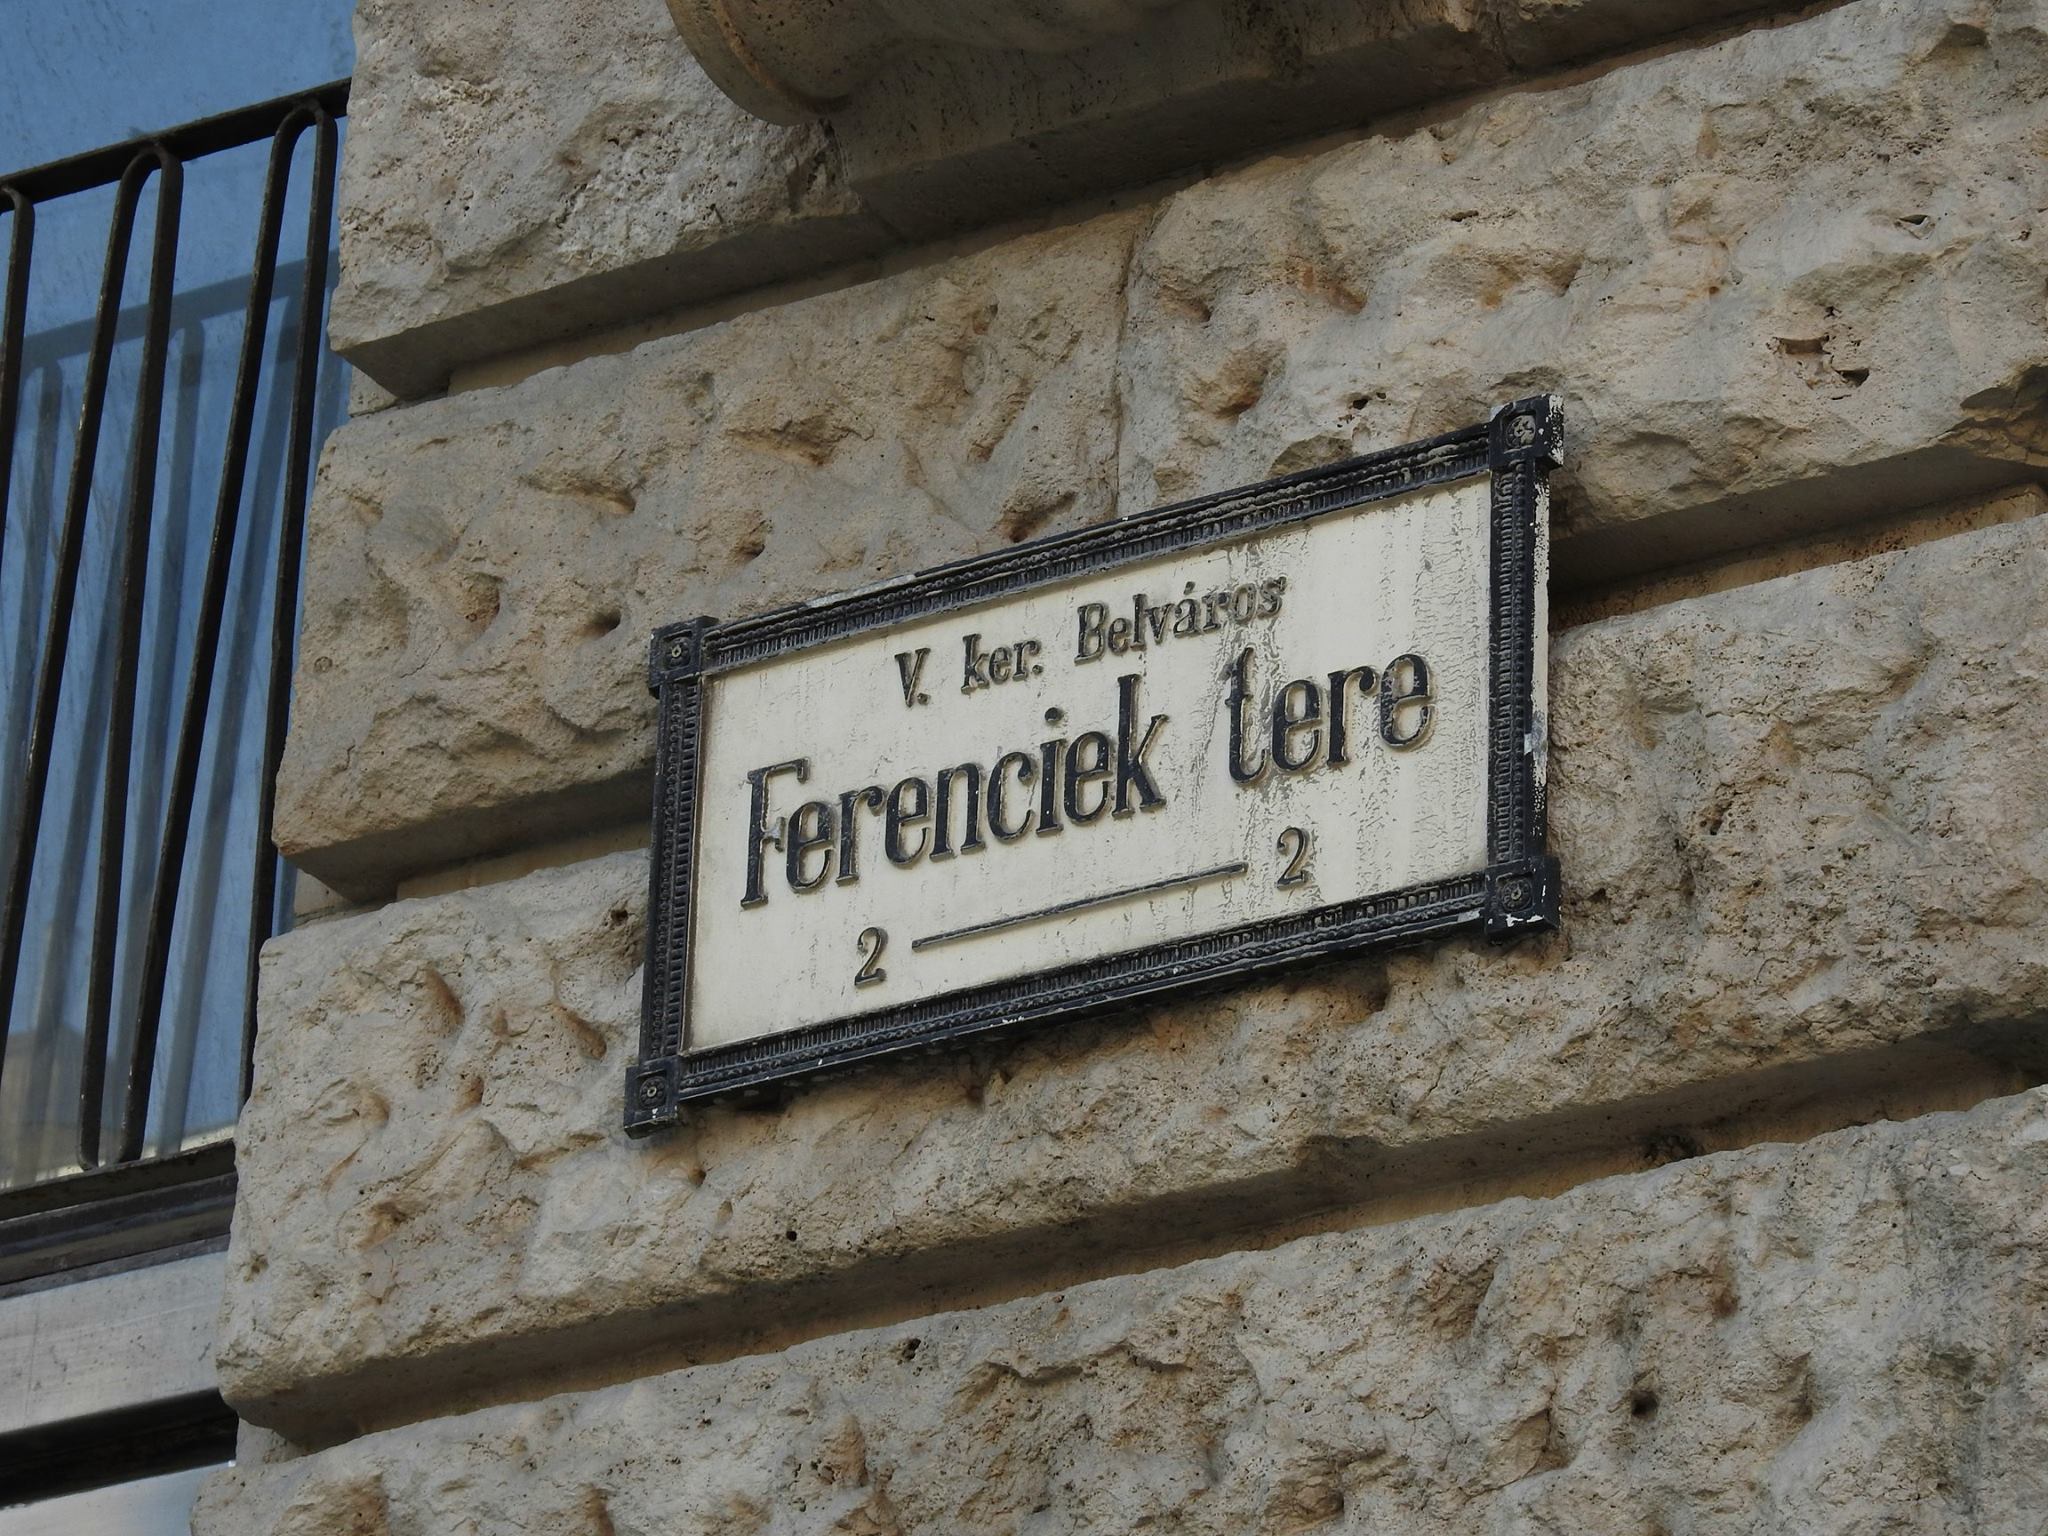 V. ker. Belváros
Ferenciek tere
2 — 2